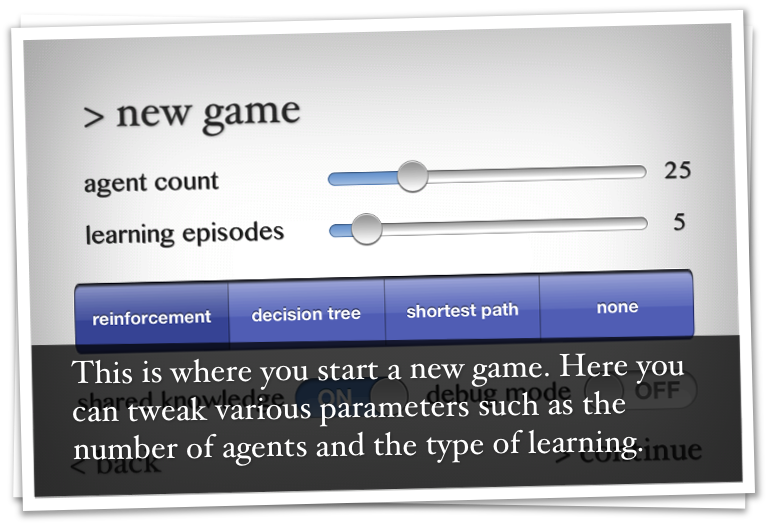 > new game
agent count 25
learning episodes 5
reinforcement decision tree shortest path none
shared knowledge ON debug mode OFF
< back > continue
This is where you start a new game. Here you
can tweak various parameters such as the
number of agents and the type of learning.